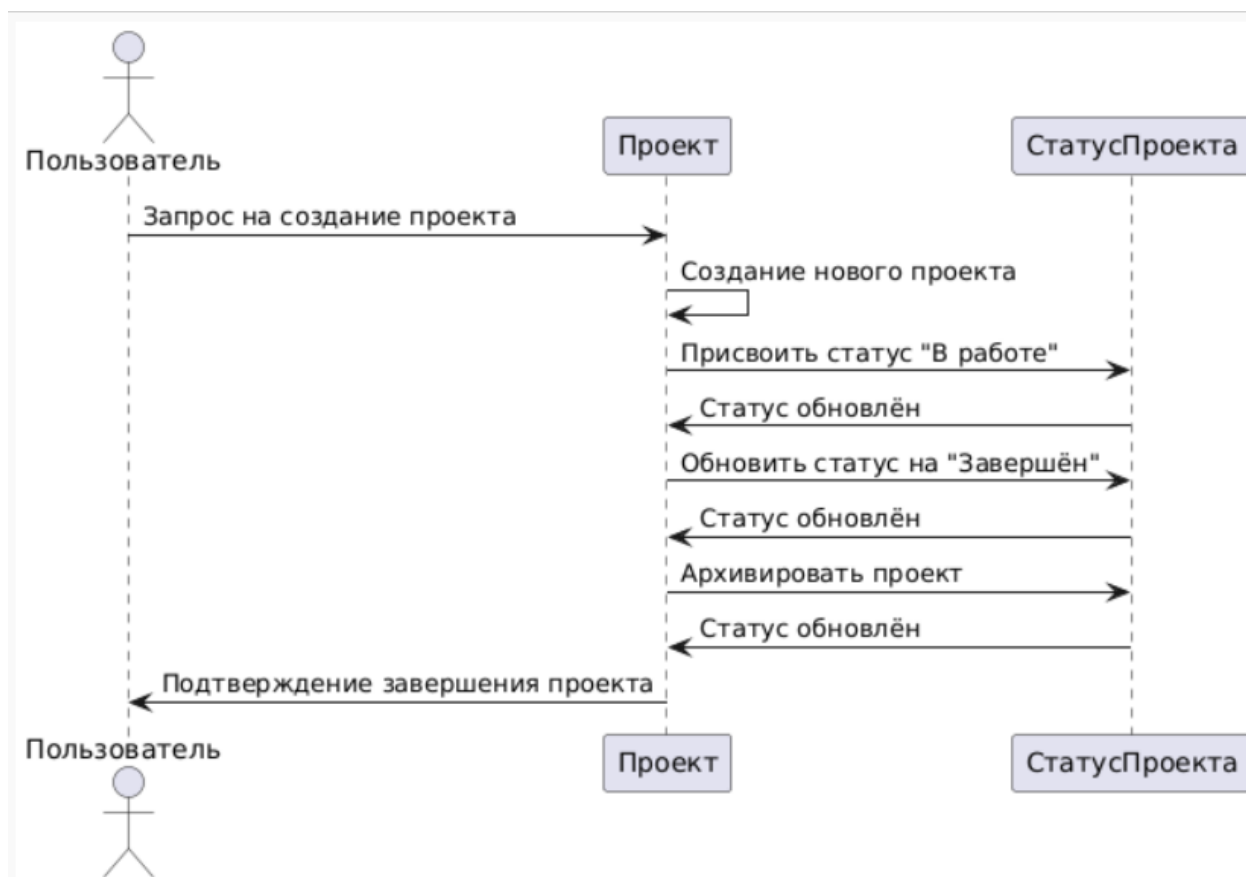 Пользователь
Проект
СтатусПроекта
Запрос на создание проекта
Создание нового проекта
Присвоить статус "В работе"
Статус обновлён
Обновить статус на "Завершён"
Статус обновлён
Архивировать проект
Статус обновлён
Подтверждение завершения проекта
Пользователь
Проект
СтатусПроекта